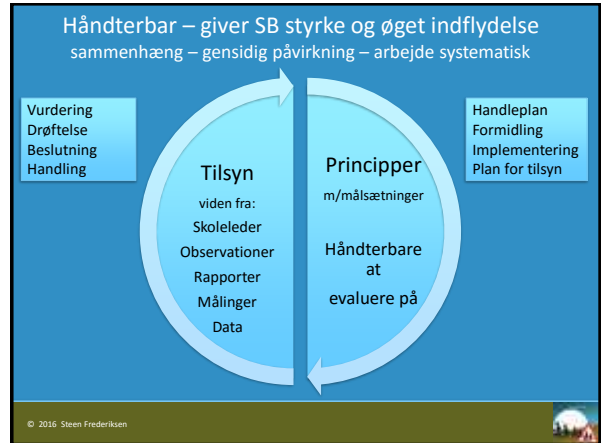 Håndterbar – giver SB styrke og øget indflydelse
sammenhæng – gensidig påvirkning – arbejde systematisk
Vurdering
Drøftelse
Beslutning
Handling
Tilsyn
viden fra:
Skoleleder
Observationer
Rapporter
Målinger
Data
Principper
m/målsætninger
Håndterbare
at
evaluere på
Handleplan
Formidling
Implementering
Plan for tilsyn
© 2016 Steen Frederiksen